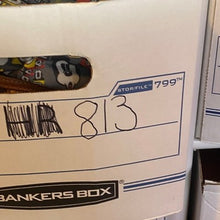 STOR/FILE™ 799™
813
BANKERS BOX®